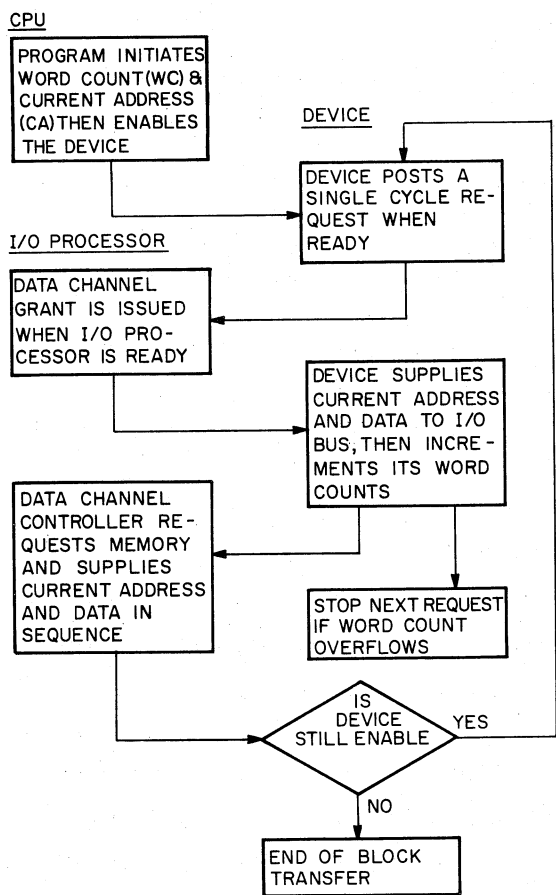 CPU
PROGRAM INITIATES
WORD COUNT(WC) &
CURRENT ADDRESS
(CA)THEN ENABLES
THE DEVICE
DEVICE
DEVICE POSTS A
SINGLE CYCLE RE-
QUEST WHEN
READY
I/O PROCESSOR
DATA CHANNEL
GRANT IS ISSUED
WHEN I/O PRO-
CESSOR IS READY
DEVICE SUPPLIES
CURRENT ADDRESS
AND DATA TO I/O
BUS, THEN INCRE-
MENTS ITS WORD
COUNTS
DATA CHANNEL
CONTROLLER RE-
QUESTS MEMORY
AND SUPPLIES
CURRENT ADDRESS
AND DATA IN
SEQUENCE
STOP NEXT REQUEST
IF WORD COUNT
OVERFLOWS
IS
DEVICE
STILL ENABLE
YES
NO
END OF BLOCK
TRANSFER